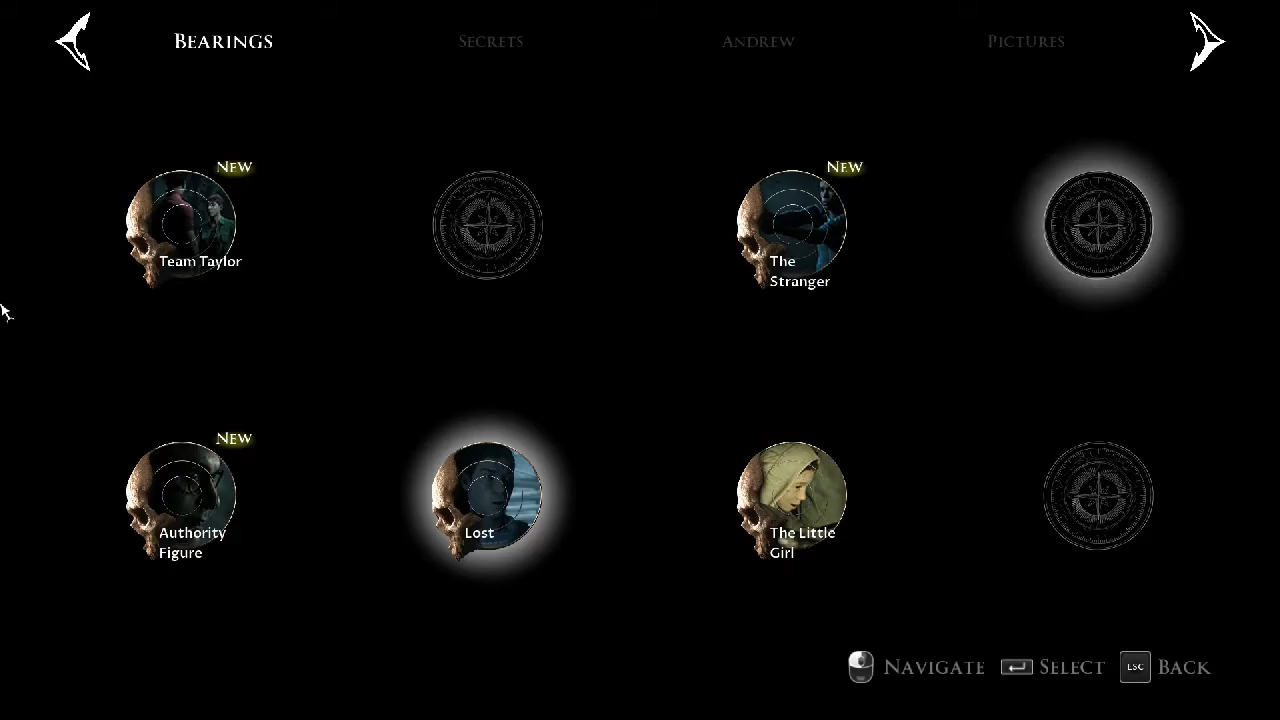 BEARINGS
SECRETS
ANDREW
PICTURES
NEW
Team Taylor
NEW
The
Stranger
NEW
Authority
Figure
Lost
The Little
Girl
NAVIGATE
SELECT
ESC
BACK